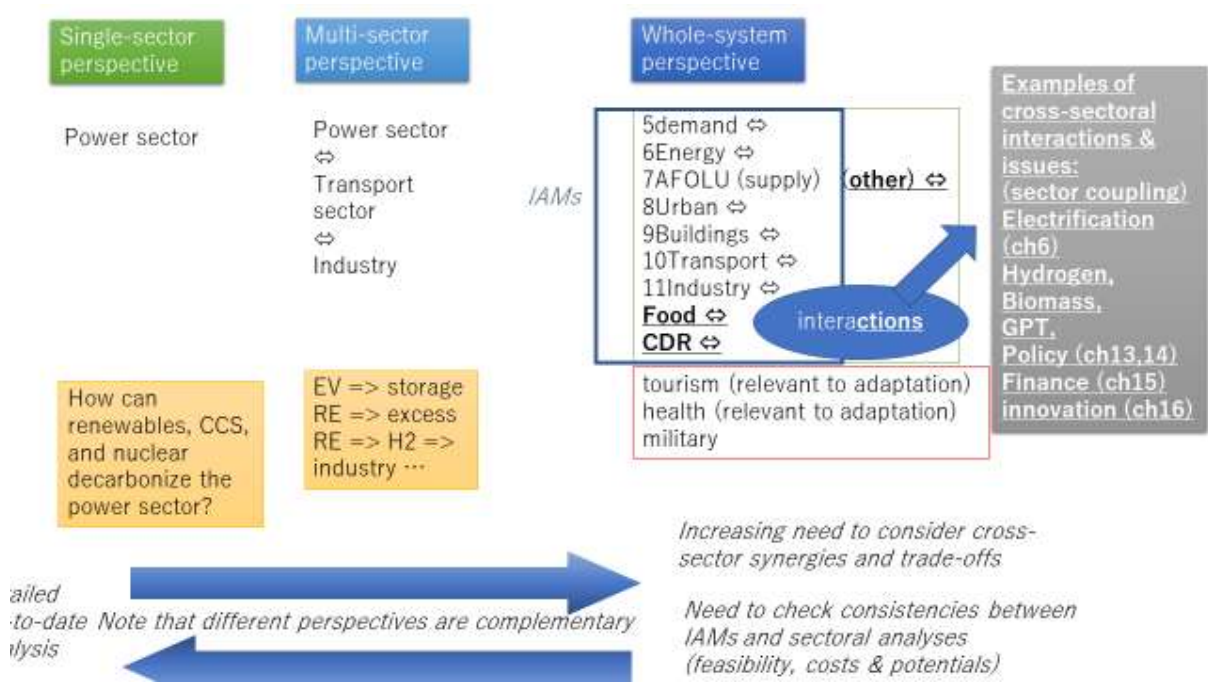 Single-sector
perspective
Multi-sector
perspective
Whole-system
perspective
Power sector
Power sector
⇔
Transport
sector
⇔
Industry
IAMs
5demand ⇔
6Energy ⇔
7AFOLU (supply) (other) ⇔
8Urban ⇔
9Buildings ⇔
10Transport ⇔
11Industry ⇔
Food ⇔
CDR ⇔
interactions
tourism (relevant to adaptation)
health (relevant to adaptation)
military
Examples of
cross-sectoral
interactions &
issues:
(sector coupling)
Electrification
(ch6)
Hydrogen,
Biomass,
GPT,
Policy (ch13,14)
Finance (ch15)
innovation (ch16)
How can
renewables, CCS,
and nuclear
decarbonize the
power sector?
EV => storage
RE => excess
RE => H2 =>
industry …
Increasing need to consider cross-
sector synergies and trade-offs
ailed
-to-date Note that different perspectives are complementary
lysis
Need to check consistencies between
IAMs and sectoral analyses
(feasibility, costs & potentials)